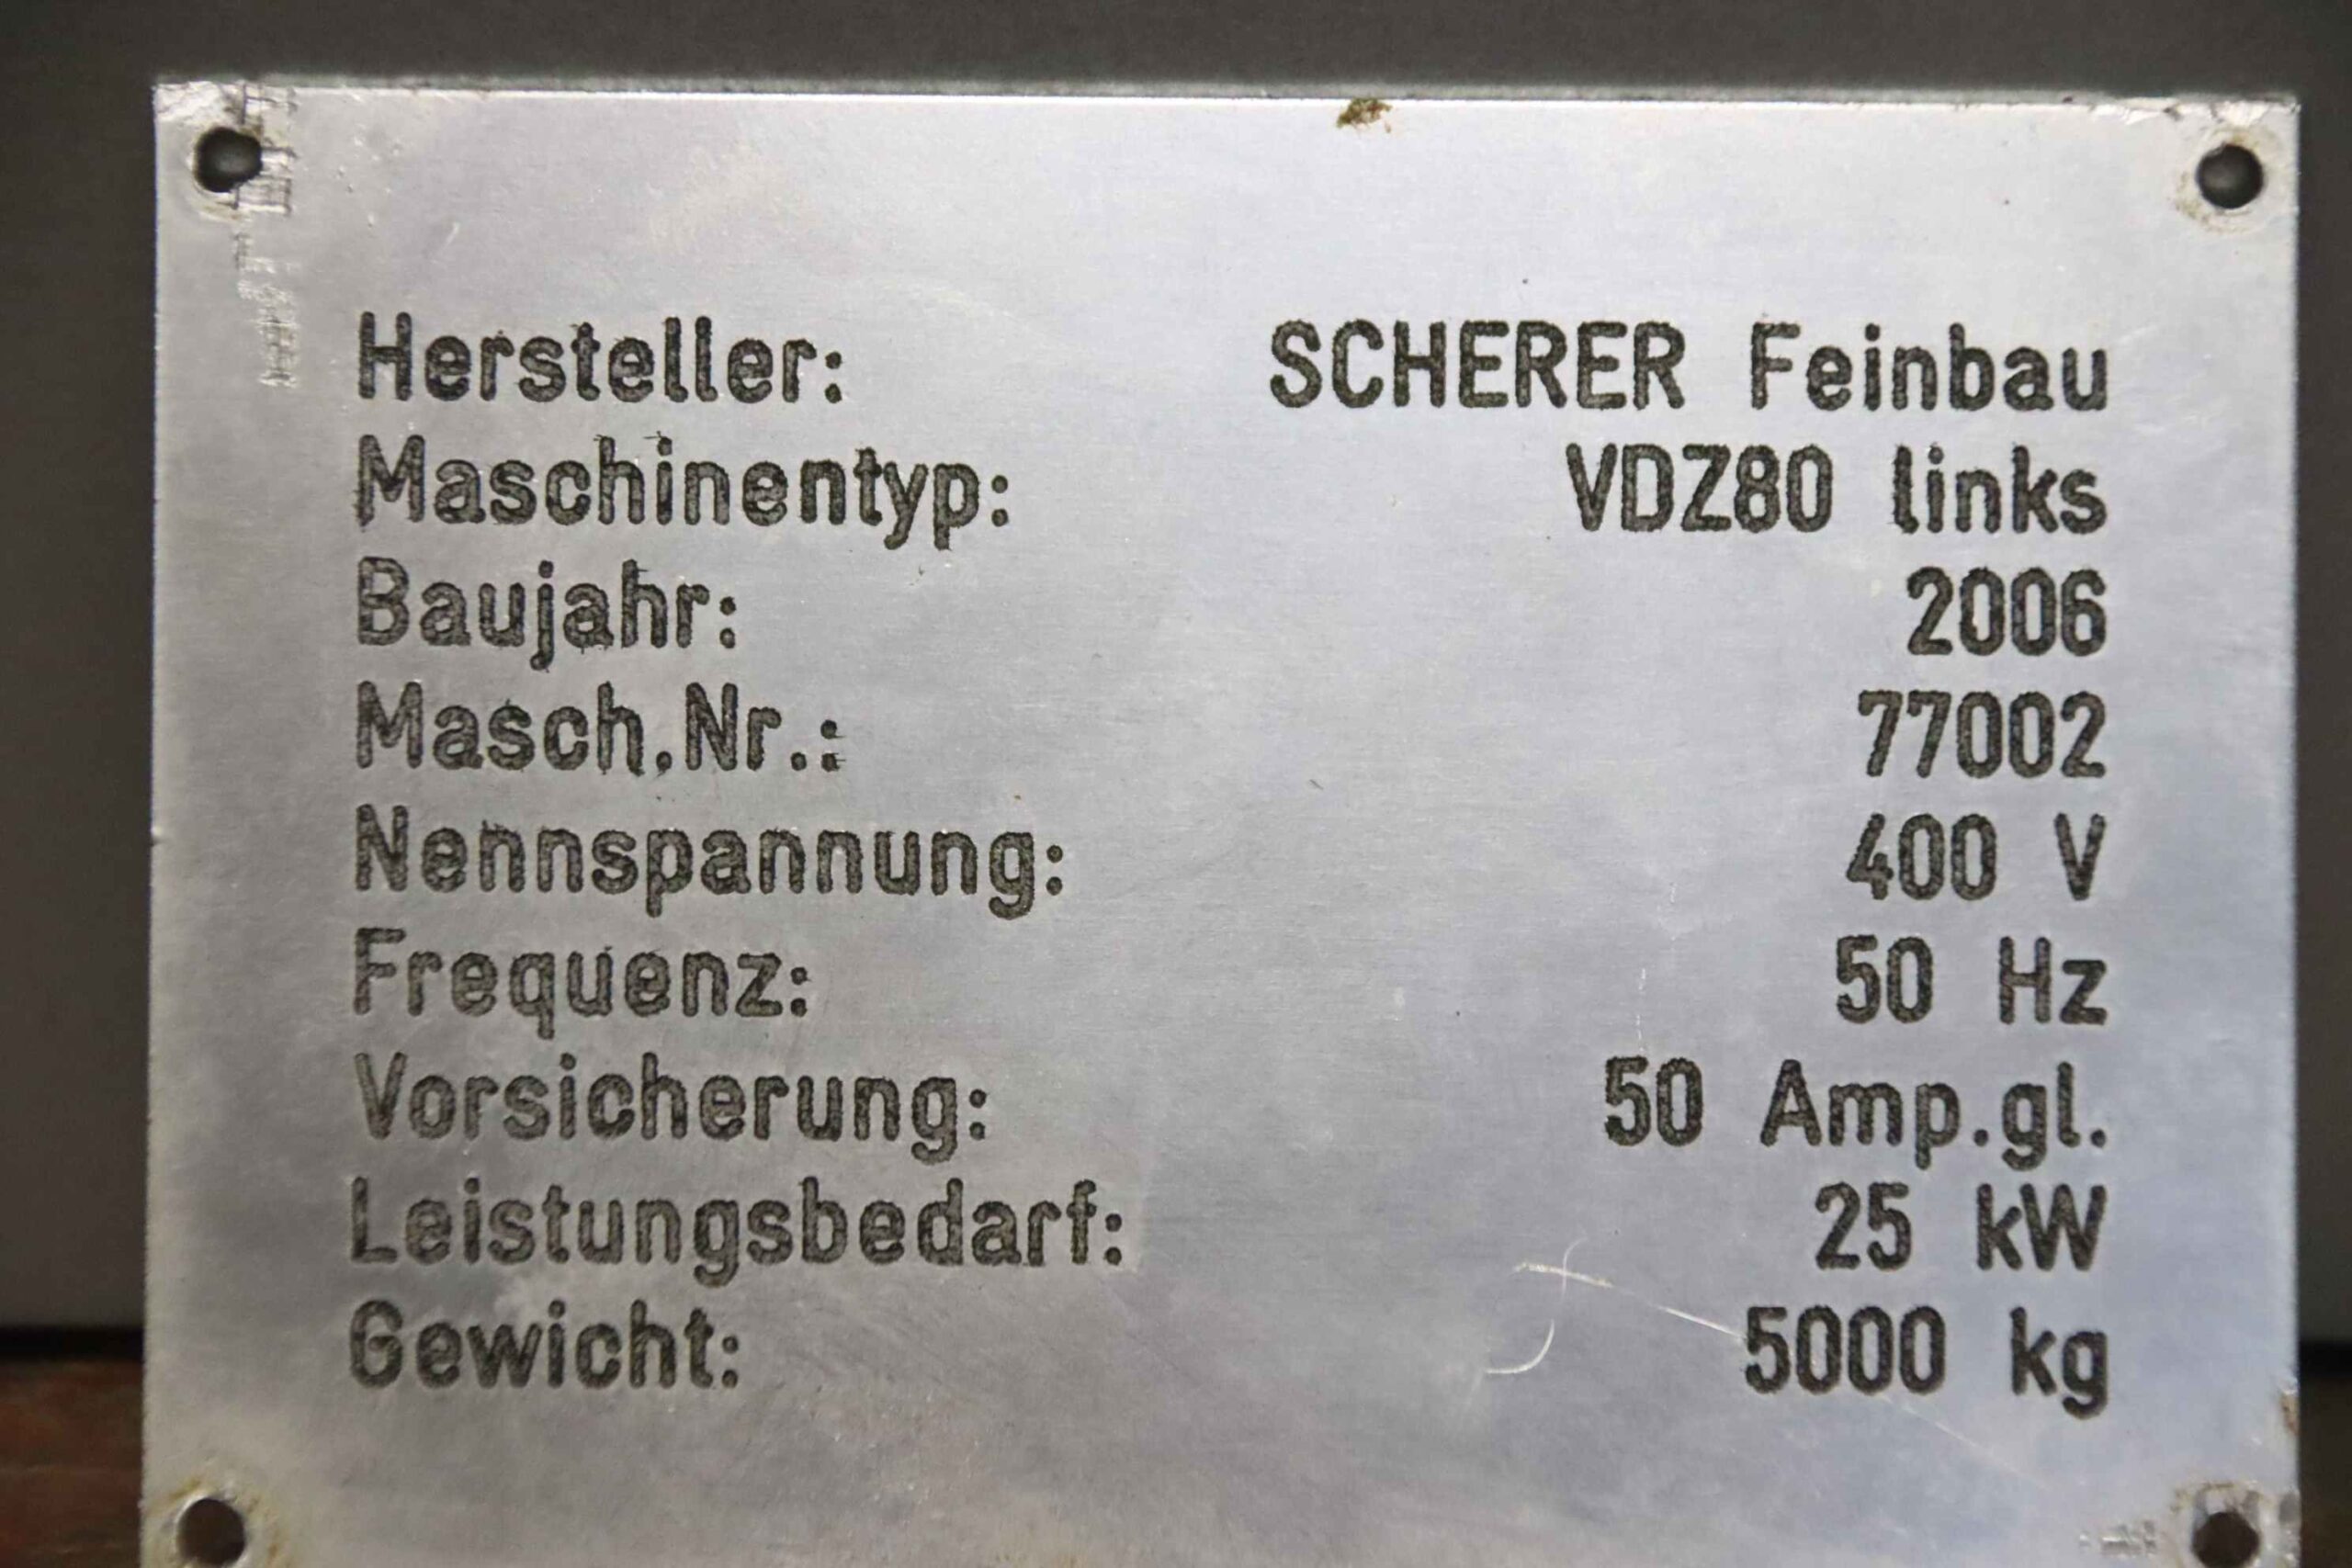 Hersteller: SCHERER Feinbau
Maschinentyp: VDZ80 links
Baujahr: 2006
Masch.Nr.: 77002
Nennspannung: 400 V
Frequenz: 50 Hz
Vorsicherung: 50 Amp.gl.
Leistungsbedarf: 25 kW
Gewicht: 5000 kg